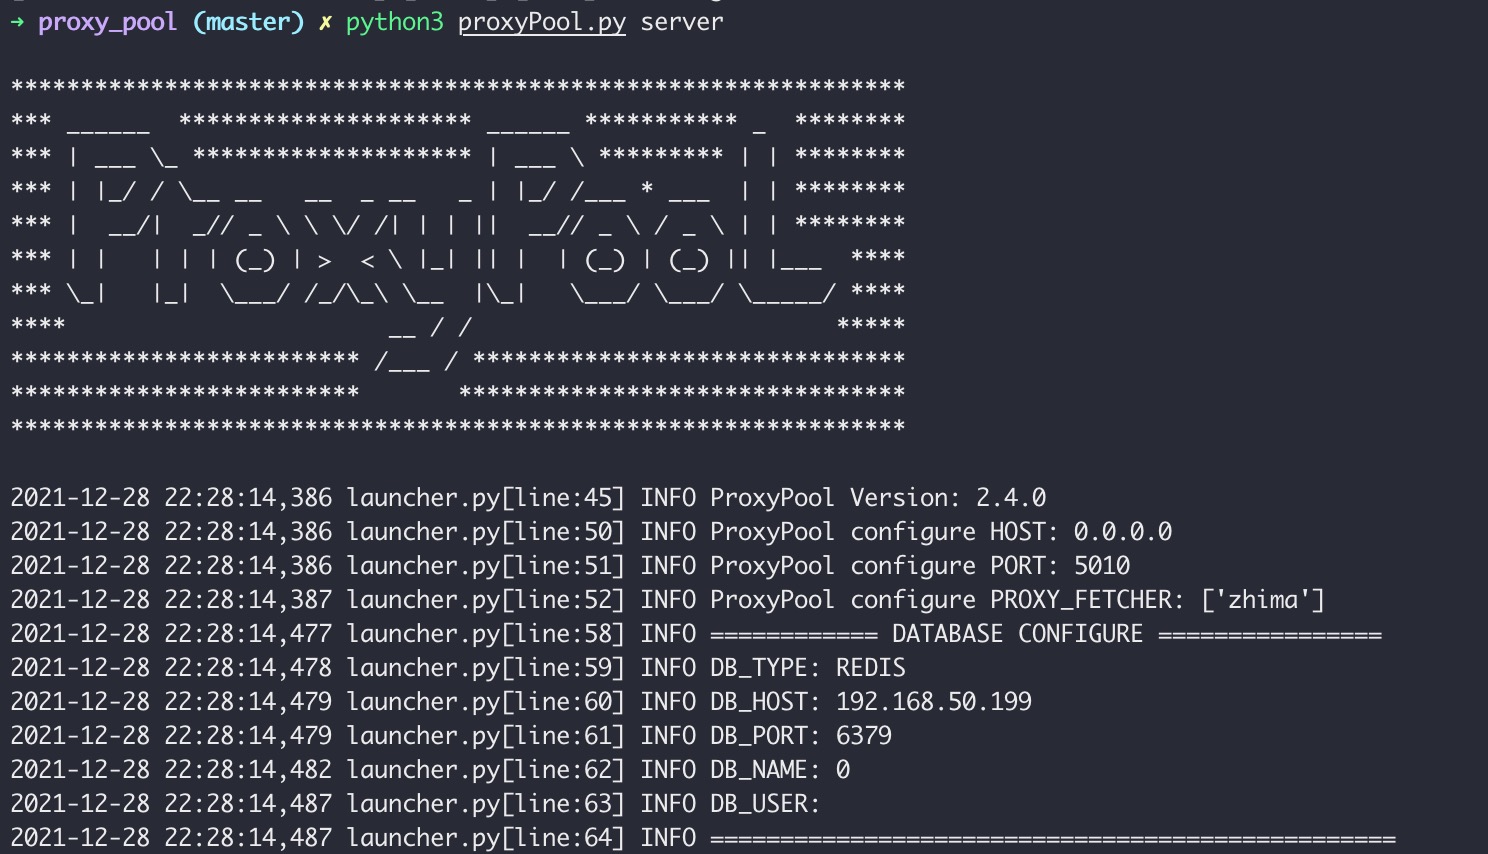 → proxy_pool (master) ✗ python3 proxyPool.py server
****************************************************************
*** ______  ********************* ______ *********** _  ********
*** | ___ \_ ******************** | ___ \ ********* | | ********
*** | |_/ / \__ __   __  _ __   _ | |_/ /___ * ___  | | ********
*** |  __/|  _// _ \ \ \/ /| | | ||  __// _ \ / _ \ | | ********
*** | |   | | | (_) | >  < \ |_| || |  | (_) | (_) || |___  ****
*** \_|   |_|  \___/ /_/\_\ \__  |\_|   \___/ \___/ \_____/ ****
****                       __ / /                          *****
************************* /___ / *******************************
*************************       ********************************
****************************************************************
2021-12-28 22:28:14,386 launcher.py[line:45] INFO ProxyPool Version: 2.4.0
2021-12-28 22:28:14,386 launcher.py[line:50] INFO ProxyPool configure HOST: 0.0.0.0
2021-12-28 22:28:14,386 launcher.py[line:51] INFO ProxyPool configure PORT: 5010
2021-12-28 22:28:14,387 launcher.py[line:52] INFO ProxyPool configure PROXY_FETCHER: ['zhima']
2021-12-28 22:28:14,477 launcher.py[line:58] INFO ============ DATABASE CONFIGURE ================
2021-12-28 22:28:14,478 launcher.py[line:59] INFO DB_TYPE: REDIS
2021-12-28 22:28:14,479 launcher.py[line:60] INFO DB_HOST: 192.168.50.199
2021-12-28 22:28:14,479 launcher.py[line:61] INFO DB_PORT: 6379
2021-12-28 22:28:14,482 launcher.py[line:62] INFO DB_NAME: 0
2021-12-28 22:28:14,487 launcher.py[line:63] INFO DB_USER:
2021-12-28 22:28:14,487 launcher.py[line:64] INFO =================================================